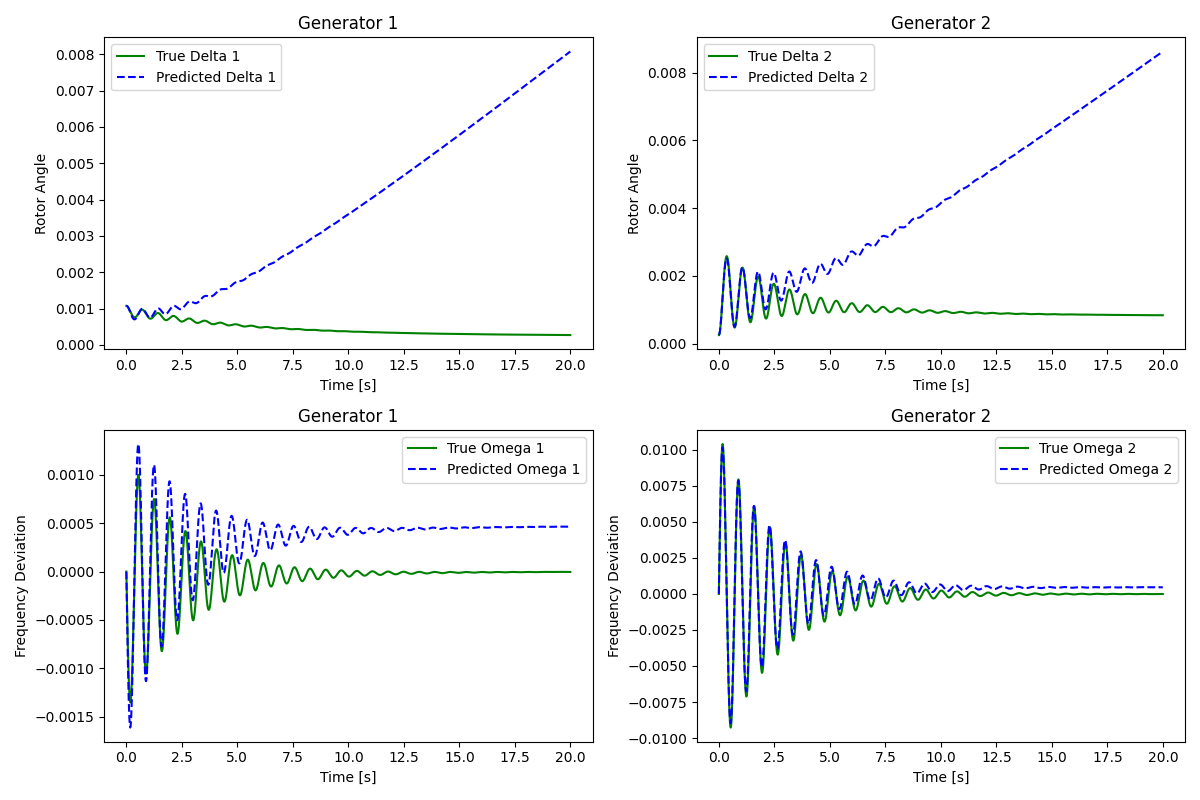 Generator 1
True Delta 1
Predicted Delta 1
0.008
0.007
0.006
0.005
0.004
0.003
0.002
0.001
0.000
Rotor Angle
0.0 2.5 5.0 7.5 10.0 12.5 15.0 17.5 20.0
Time [s]
Generator 2
True Delta 2
Predicted Delta 2
0.008
0.006
0.004
0.002
0.000
Rotor Angle
0.0 2.5 5.0 7.5 10.0 12.5 15.0 17.5 20.0
Time [s]
Generator 1
True Omega 1
Predicted Omega 1
0.0010
0.0005
0.0000
−0.0005
−0.0010
−0.0015
Frequency Deviation
0.0 2.5 5.0 7.5 10.0 12.5 15.0 17.5 20.0
Time [s]
Generator 2
True Omega 2
Predicted Omega 2
0.0100
0.0075
0.0050
0.0025
0.0000
−0.0025
−0.0050
−0.0075
−0.0100
Frequency Deviation
0.0 2.5 5.0 7.5 10.0 12.5 15.0 17.5 20.0
Time [s]